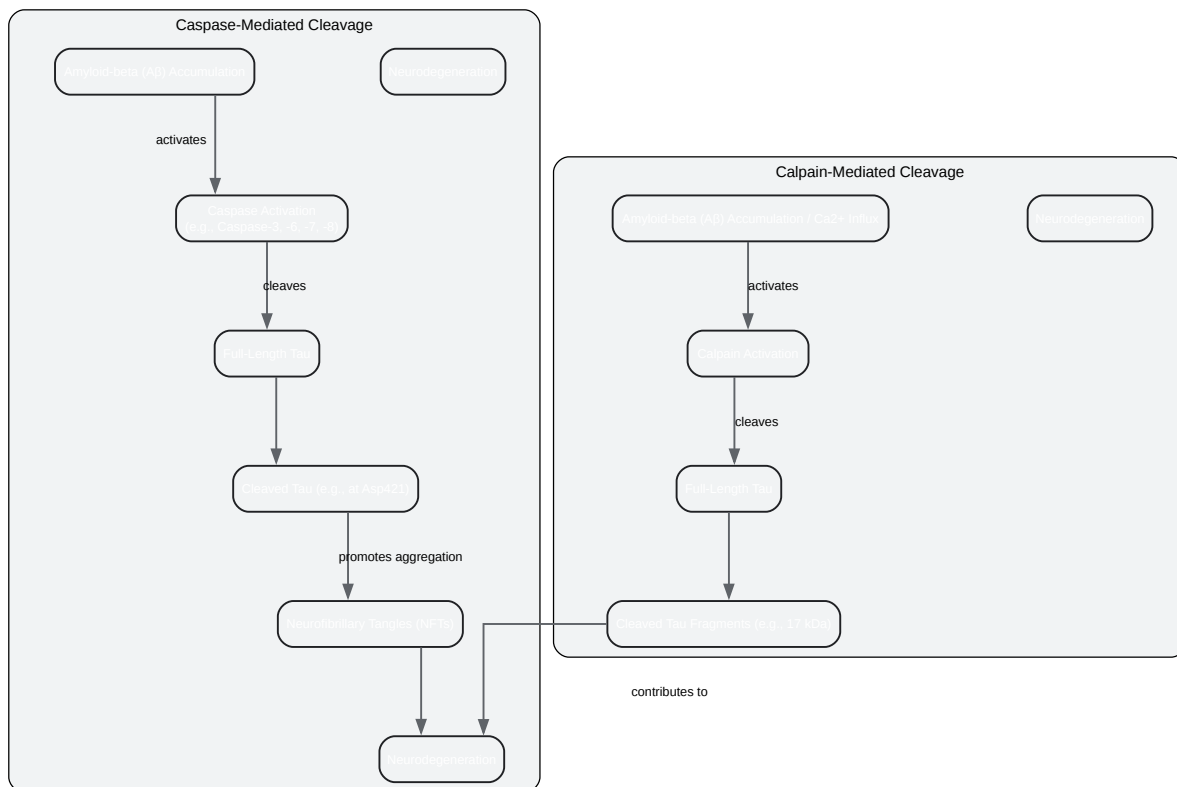 Caspase-Mediated Cleavage
Amyloid-beta (Aβ) Accumulation
Neurodegeneration
activates
Caspase Activation
(e.g., Caspase-3, -6, -7, -8)
cleaves
Full-Length Tau
Cleaved Tau (e.g., at Asp421)
promotes aggregation
Neurofibrillary Tangles (NFTs)
Neurodegeneration
Calpain-Mediated Cleavage
Amyloid-beta (Aβ) Accumulation / Ca2+ Influx
Neurodegeneration
activates
Calpain Activation
cleaves
Full-Length Tau
Cleaved Tau Fragments (e.g., 17 kDa)
contributes to